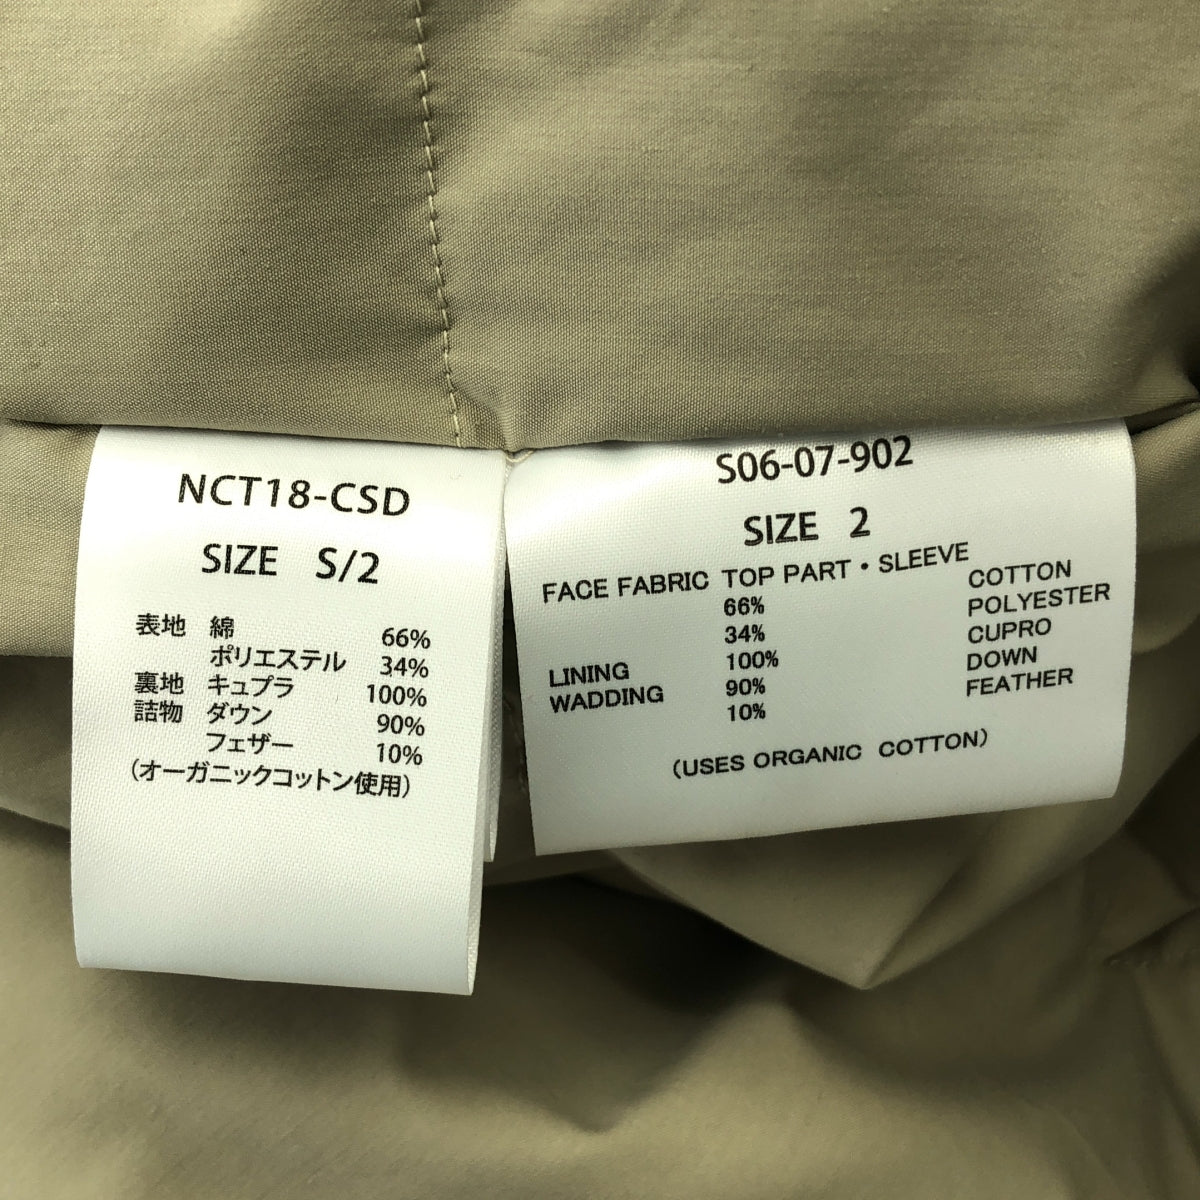 NCT18-CSD
SIZE S/2
表地 綿 66%
ポリエステル 34%
裏地 キュプラ 100%
詰物 ダウン 90%
フェザー 10%
(オーガニックコットン使用)
S06-07-902
SIZE 2
FACE FABRIC TOP PART・SLEEVE
66% COTTON
34% POLYESTER
LINING 100% CUPRO
WADDING 90% DOWN
10% FEATHER
(USES ORGANIC COTTON)